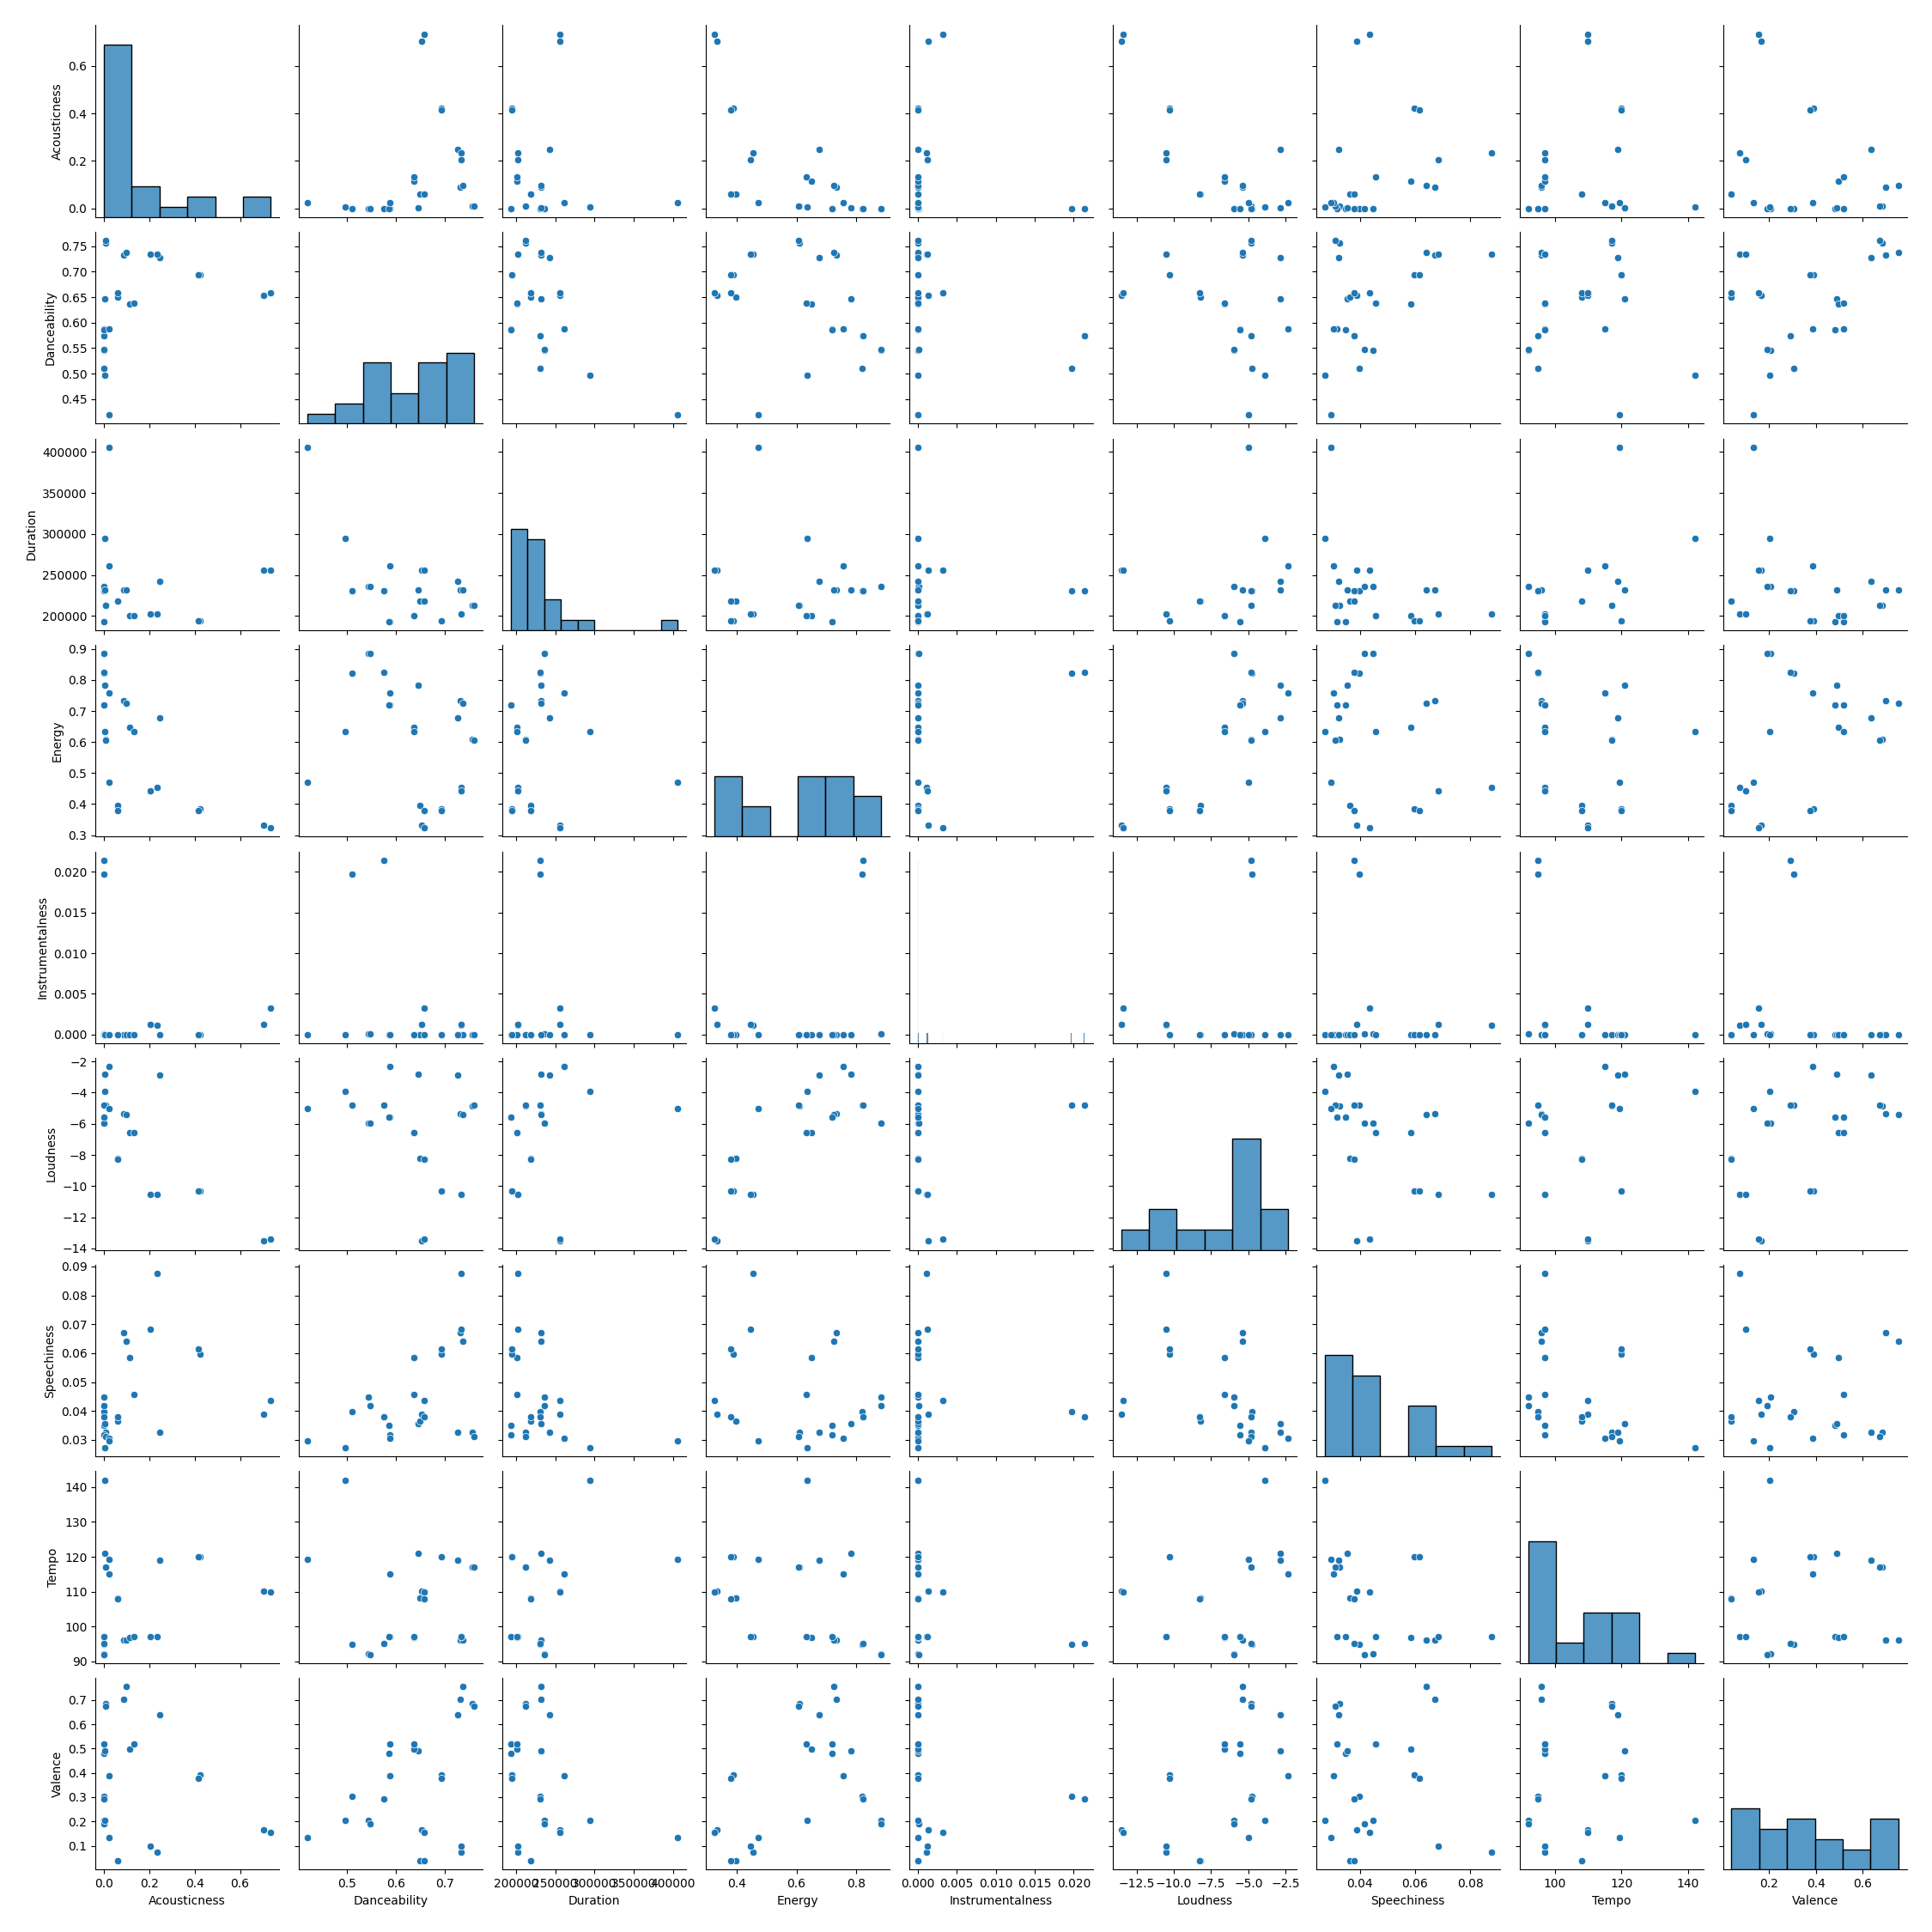 0.6
0.4
0.2
0.0
Acousticness
0.75
0.70
0.65
0.60
0.55
0.50
0.45
Danceability
400000
350000
300000
250000
200000
Duration
0.9
0.8
0.7
0.6
0.5
0.4
0.3
Energy
0.020
0.015
0.010
0.005
0.000
Instrumentalness
−2
−4
−6
−8
−10
−12
−14
Loudness
0.09
0.08
0.07
0.06
0.05
0.04
0.03
Speechiness
140
130
120
110
100
90
Tempo
0.7
0.6
0.5
0.4
0.3
0.2
0.1
Valence
0.0 0.2 0.4 0.6
Acousticness
0.5 0.6 0.7
Danceability
200000 250000 300000 350000 400000
Duration
0.4 0.6 0.8
Energy
0.000 0.005 0.010 0.015 0.020
Instrumentalness
−12.5 −10.0 −7.5 −5.0 −2.5
Loudness
0.04 0.06 0.08
Speechiness
100 120 140
Tempo
0.2 0.4 0.6
Valence